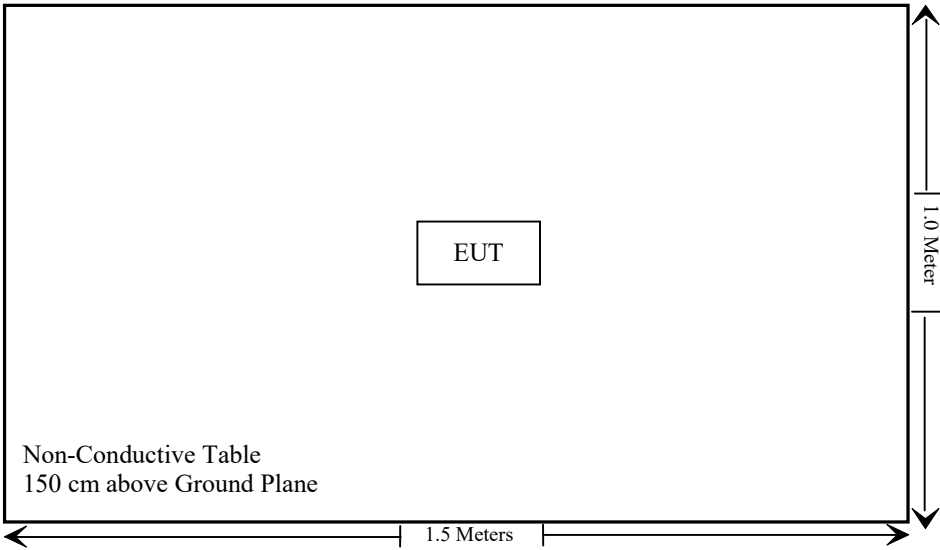 EUT
1.0 Meter
Non-Conductive Table
150 cm above Ground Plane
1.5 Meters